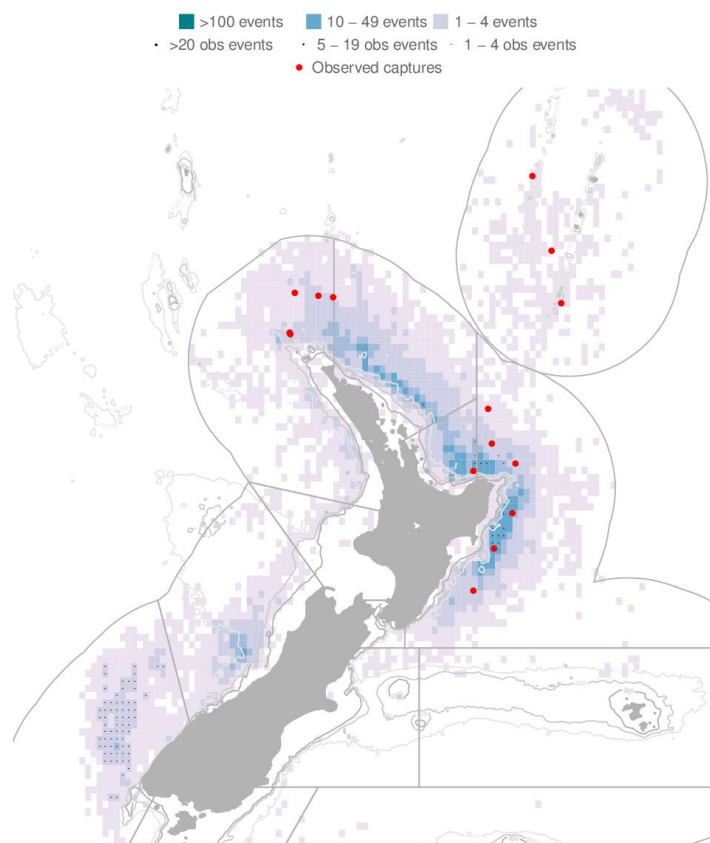 >100 events 10 – 49 events 1 – 4 events
>20 obs events 5 – 19 obs events 1 – 4 obs events
Observed captures